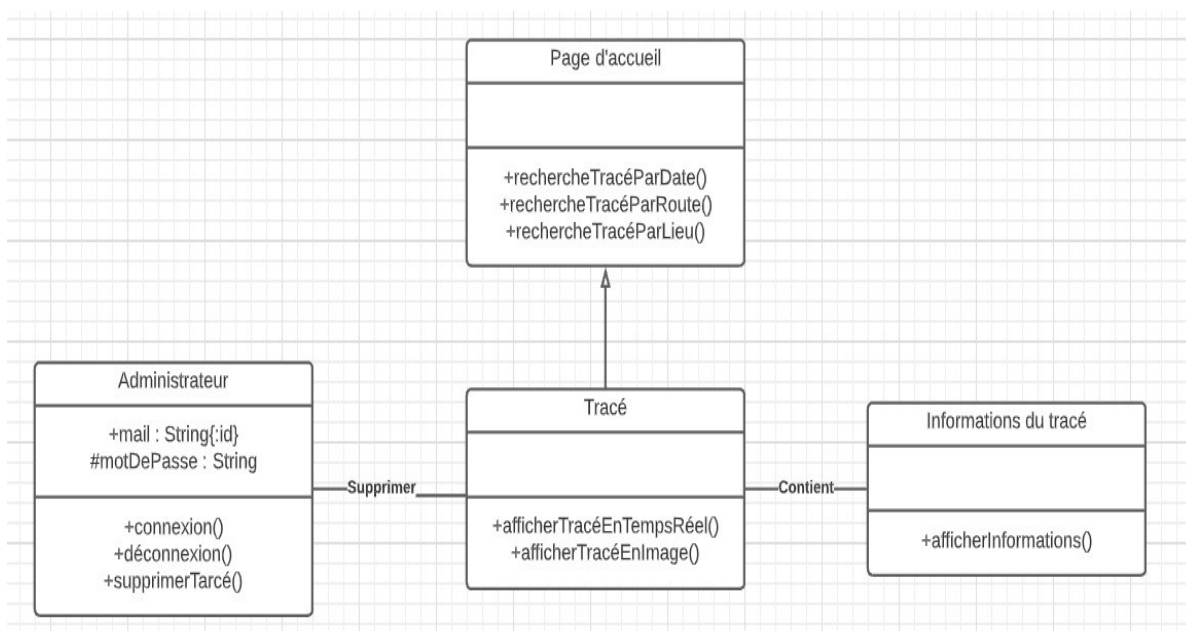 Page d'accueil
+rechercheTracéParDate()
+rechercheTracéParRoute()
+rechercheTracéParLieu()
Administrateur
+mail : String{:id}
#motDePasse : String
+connexion()
+déconnexion()
+supprimerTarcé()
Supprimer
Tracé
+afficherTracéEnTempsRéel()
+afficherTracéEnImage()
Contient
Informations du tracé
+afficherInformations()